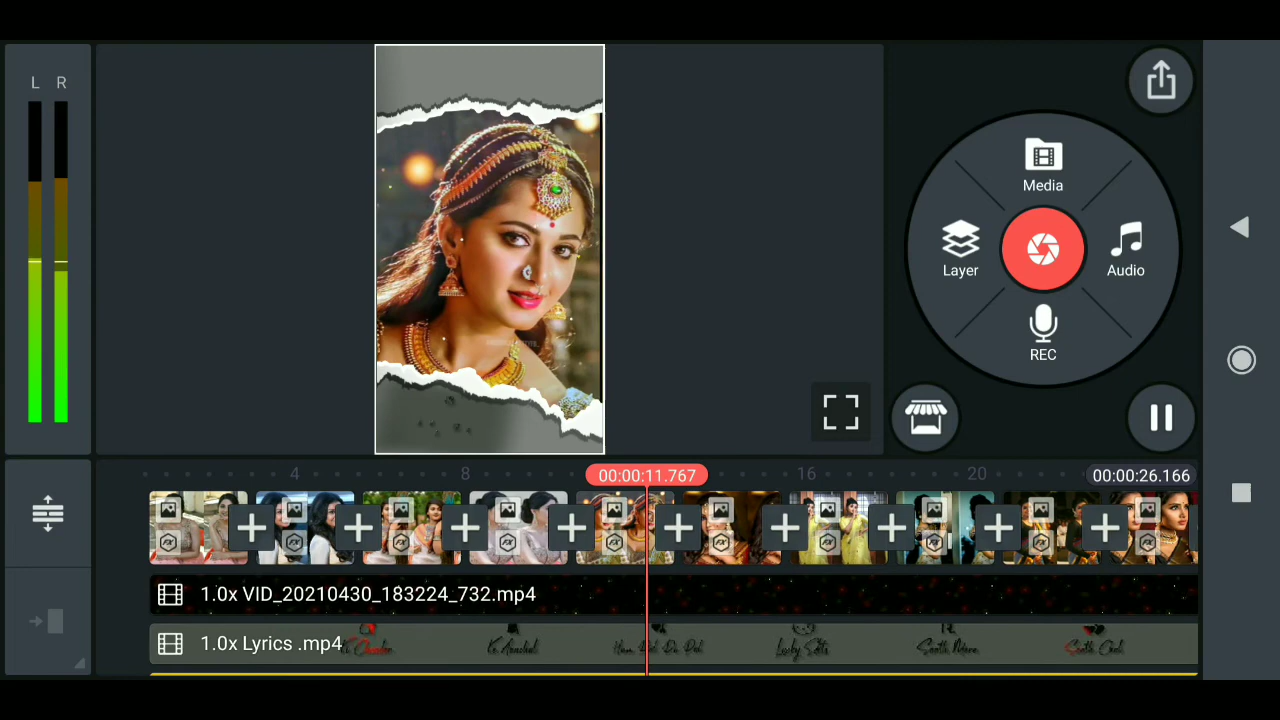 L R
Media
Layer
Audio
REC
4
8
00:00:11.767
16
20
00:00:26.166
1.0x VID_20210430_183224_732.mp4
1.0x Lyrics .mp4